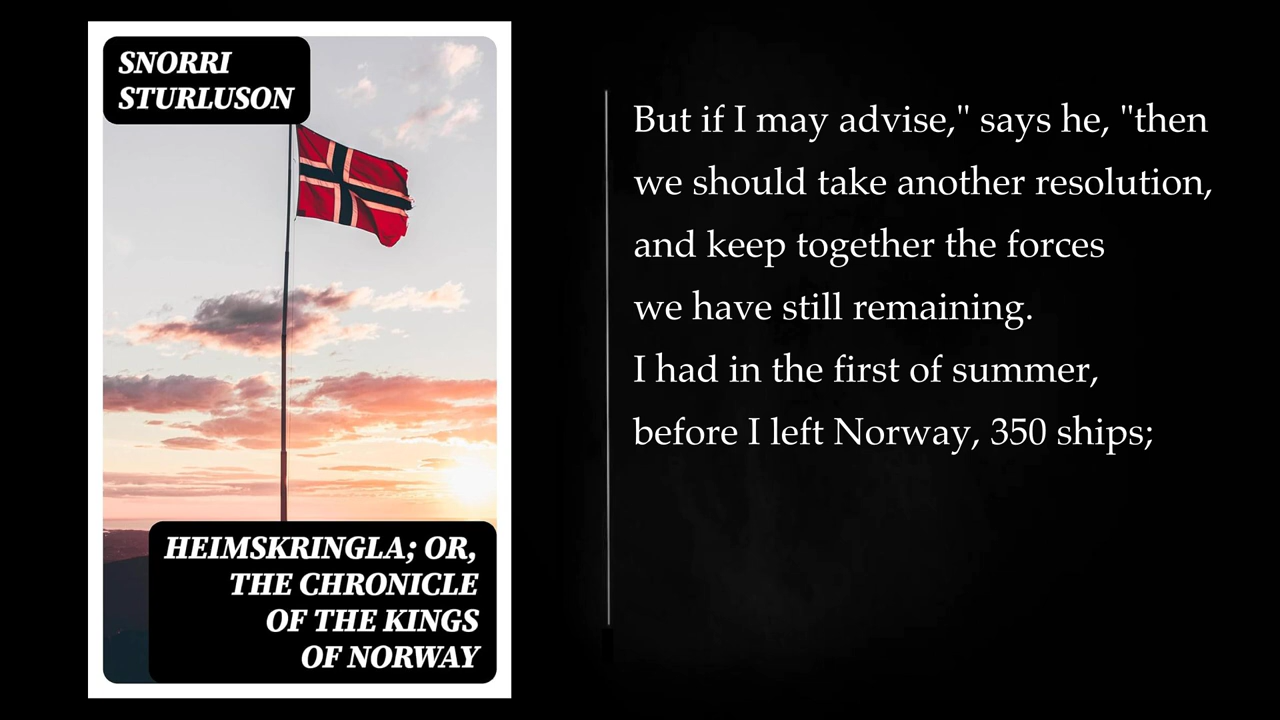 SNORRI
STURLUSON
HEIMSKRINGLA; OR,
THE CHRONICLE
OF THE KINGS
OF NORWAY
But if I may advise," says he, "then
we should take another resolution,
and keep together the forces
we have still remaining.
I had in the first of summer,
before I left Norway, 350 ships;